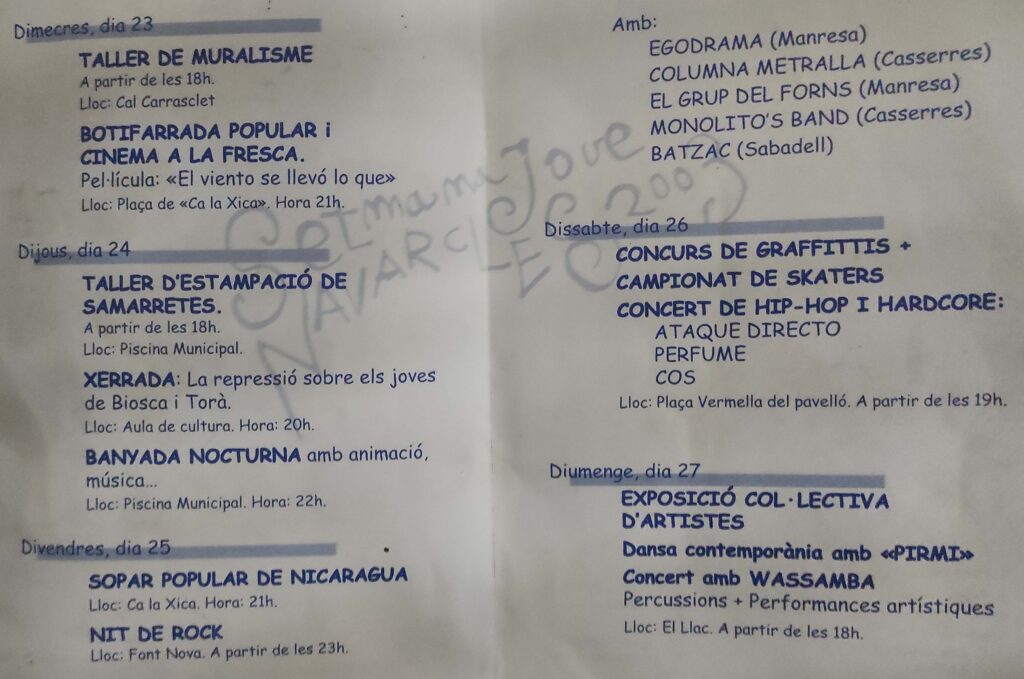 Dimecres, dia 23
TALLER DE MURALISME
A partir de les 18h.
Lloc: Cal Carrasclet
BOTIFARRADA POPULAR i
CINEMA A LA FRESCA.
Pel·lícula: «El viento se llevó lo que»
Lloc: Plaça de «Ca la Xica». Hora 21h.
Dijous, dia 24
TALLER D'ESTAMPACIÓ DE
SAMARRETES.
A partir de les 18h.
Lloc: Piscina Municipal.
XERRADA: La repressió sobre els joves
de Biosca i Torà.
Lloc: Aula de cultura. Hora: 20h.
BANYADA NOCTURNA amb animació,
música...
Lloc: Piscina Municipal. Hora: 22h.
Divendres, dia 25
SOPAR POPULAR DE NICARAGUA
Lloc: Ca la Xica. Hora: 21h.
NIT DE ROCK
Lloc: Font Nova. A partir de les 23h.
Amb:
EGODRAMA (Manresa)
COLUMNA METRALLA (Casserres)
EL GRUP DEL FORNS (Manresa)
MONOLITO'S BAND (Casserres)
BATZAC (Sabadell)
Dissabte, dia 26
CONCURS DE GRAFFITTIS +
CAMPIONAT DE SKATERS
CONCERT DE HIP-HOP I HARDCORE:
ATAQUE DIRECTO
PERFUME
COS
Lloc: Plaça Vermella del pavelló. A partir de les 19h.
Diumenge, dia 27
EXPOSICIÓ COL·LECTIVA
D'ARTISTES
Dansa contemporània amb «PIRMI»
Concert amb WASSAMBA
Percussions + Performances artístiques
Lloc: El Llac. A partir de les 18h.
Setmana Jove
NAVARCLES 2003